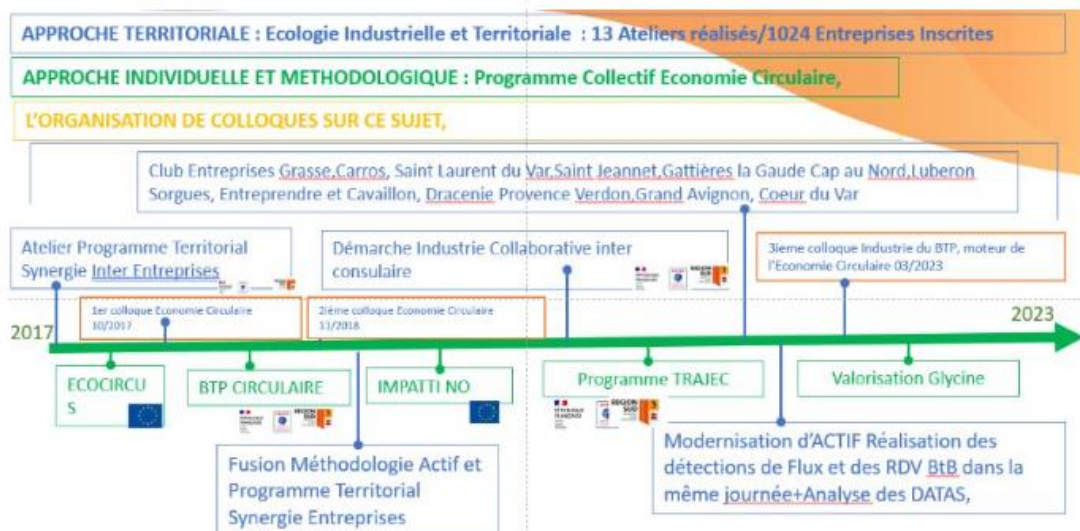 APPROCHE TERRITORIALE : Ecologie Industrielle et Territoriale : 13 Ateliers réalisés/1024 Entreprises Inscrites
APPROCHE INDIVIDUELLE ET METHODOLOGIQUE : Programme Collectif Economie Circulaire,
L'ORGANISATION DE COLLOQUES SUR CE SUJET,
Club Entreprises Grasse,Carros, Saint Laurent du Var,Saint Jeannet,Gattières la Gaude Cap au Nord,Luberon
Sorgues, Entreprendre et Cavaillon, Dracenie Provence Verdon,Grand Avignon, Coeur du Var
Atelier Programme Territorial
Synergie Inter Entreprises
Démarche Industrie Collaborative inter
consulaire
REGION
SUD
3ieme colloque Industrie du BTP, moteur de
l'Economie Circulaire 03/2023
1er colloque Economie Circulaire
10/2017
2ième colloque Economie Circulaire
11/2018
2017
2023
ECOCIRCU
S
BTP CIRCULAIRE
REGION
SUD
IMPATTI NO
Programme TRAJEC
REGION
SUD
Valorisation Glycine
Fusion Méthodologie Actif et
Programme Territorial
Synergie Entreprises
Modernisation d'ACTIF Réalisation des
détections de Flux et des RDV BtB dans la
même journée+Analyse des DATAS,